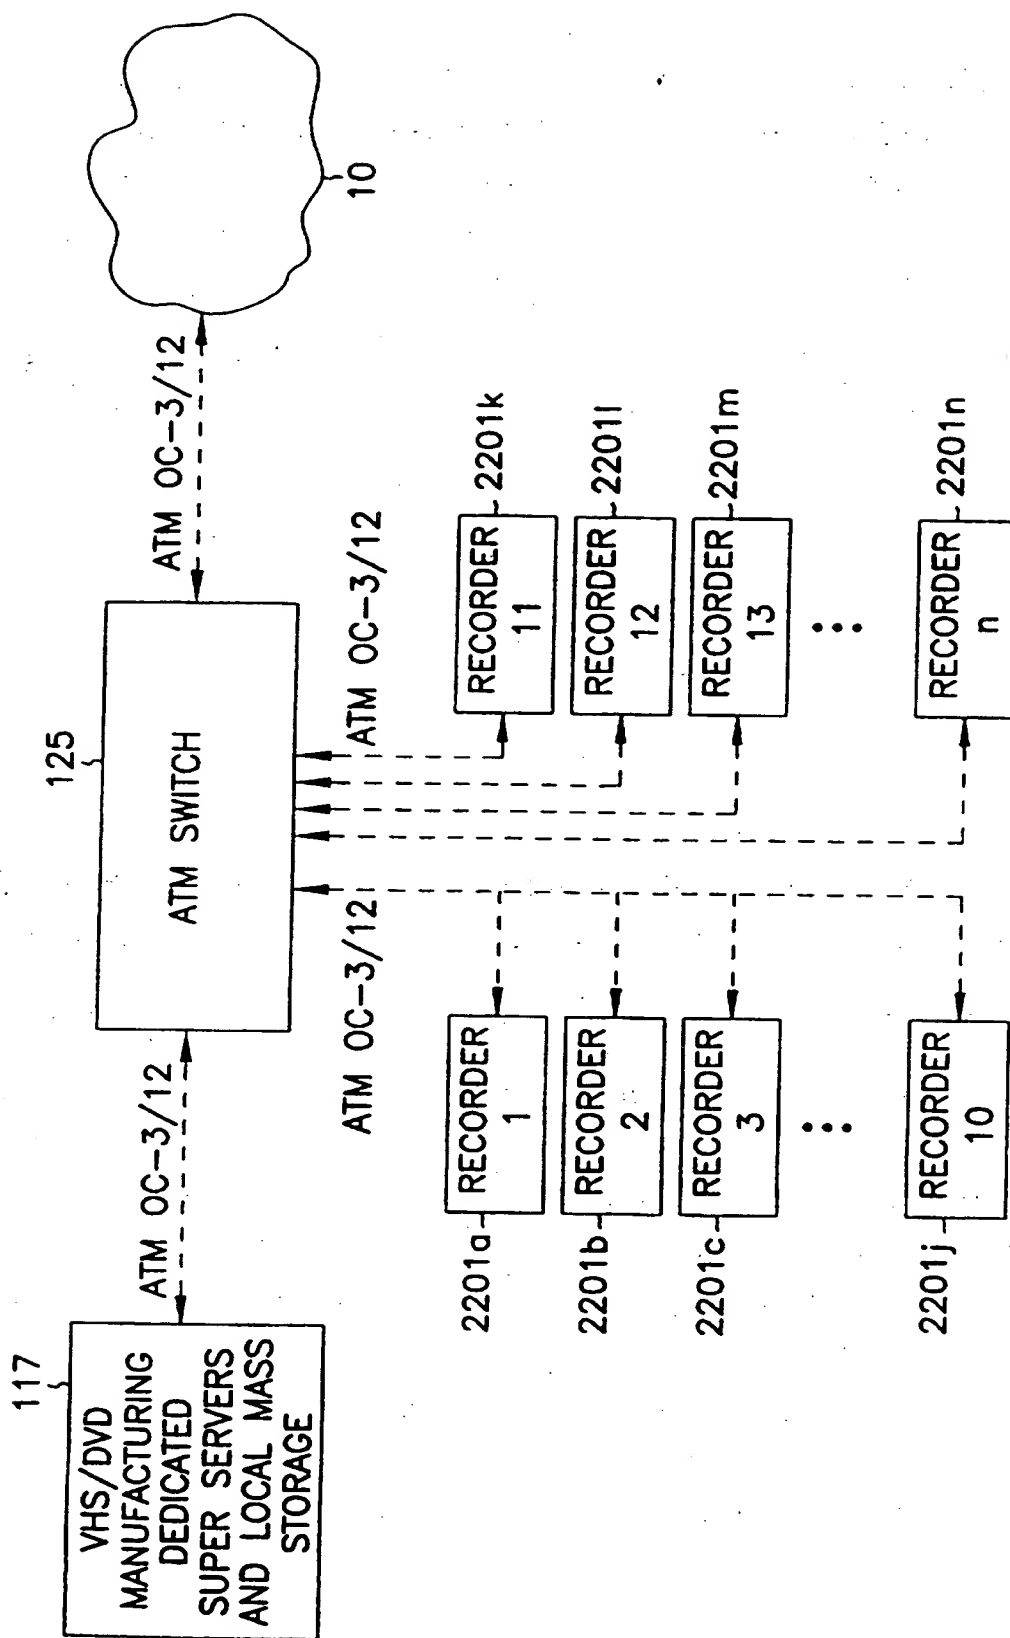 117
VHS/DVD
MANUFACTURING
DEDICATED
SUPER SERVERS
AND LOCAL MASS
STORAGE
ATM OC-3/12
125
ATM SWITCH
ATM OC-3/12
10
ATM OC-3/12
ATM OC-3/12
2201a
RECORDER
1
2201b
RECORDER
2
2201c
RECORDER
3
2201j
RECORDER
10
RECORDER
11
2201k
RECORDER
12
2201l
RECORDER
13
2201m
RECORDER
n
2201n